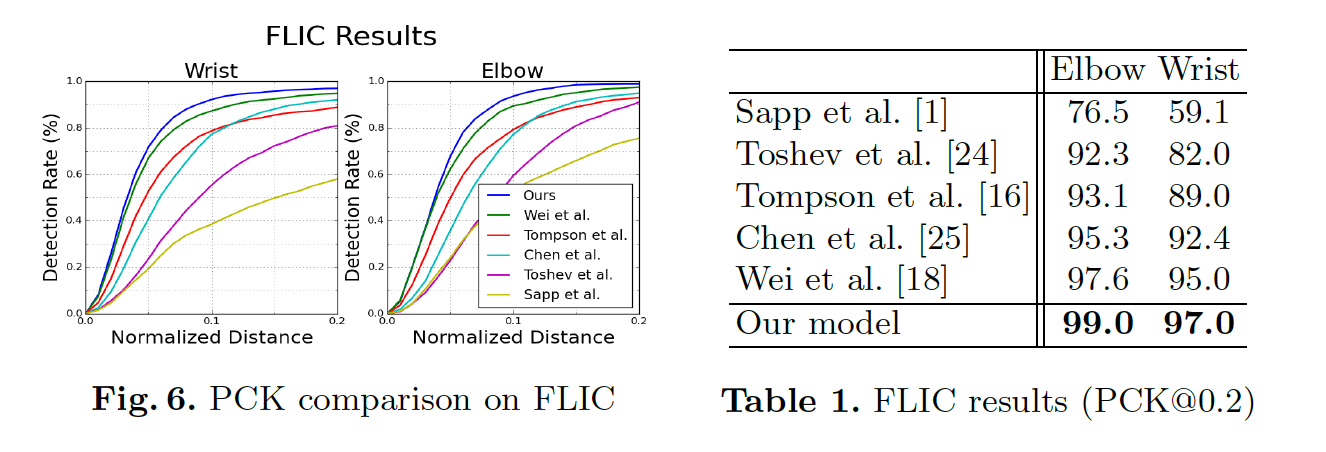 FLIC Results
Wrist
Detection Rate (%)
1.0
0.8
0.6
0.4
0.2
0.0
0.0 0.1 0.2
Normalized Distance
Elbow
Detection Rate (%)
1.0
0.8
0.6
0.4
0.2
0.0
0.0 0.1 0.2
Normalized Distance
Ours
Wei et al.
Tompson et al.
Chen et al.
Toshev et al.
Sapp et al.
Fig. 6. PCK comparison on FLIC
Elbow Wrist
Sapp et al. [1] 76.5 59.1
Toshev et al. [24] 92.3 82.0
Tompson et al. [16] 93.1 89.0
Chen et al. [25] 95.3 92.4
Wei et al. [18] 97.6 95.0
Our model 99.0 97.0
Table 1. FLIC results (PCK@0.2)